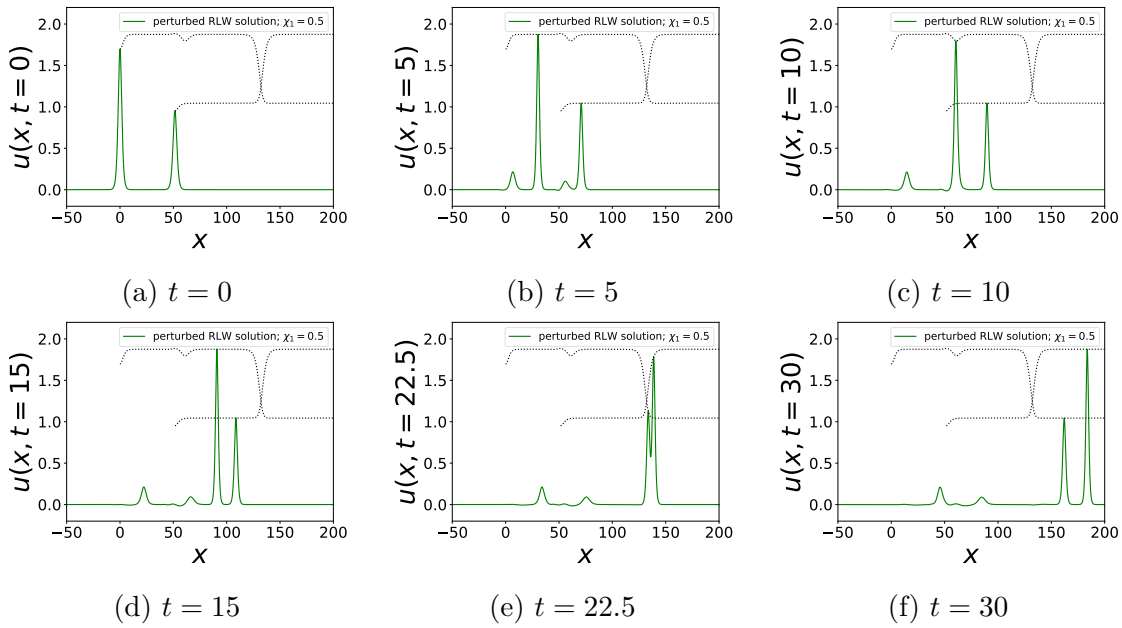 perturbed RLW solution; χ₁ = 0.5
u(x, t = 0)
2.0
1.5
1.0
0.5
0.0
−50 0 50 100 150 200
x
(a) t = 0
perturbed RLW solution; χ₁ = 0.5
u(x, t = 5)
2.0
1.5
1.0
0.5
0.0
−50 0 50 100 150 200
x
(b) t = 5
perturbed RLW solution; χ₁ = 0.5
u(x, t = 10)
2.0
1.5
1.0
0.5
0.0
−50 0 50 100 150 200
x
(c) t = 10
perturbed RLW solution; χ₁ = 0.5
u(x, t = 15)
2.0
1.5
1.0
0.5
0.0
−50 0 50 100 150 200
x
(d) t = 15
perturbed RLW solution; χ₁ = 0.5
u(x, t = 22.5)
2.0
1.5
1.0
0.5
0.0
−50 0 50 100 150 200
x
(e) t = 22.5
perturbed RLW solution; χ₁ = 0.5
u(x, t = 30)
2.0
1.5
1.0
0.5
0.0
−50 0 50 100 150 200
x
(f) t = 30